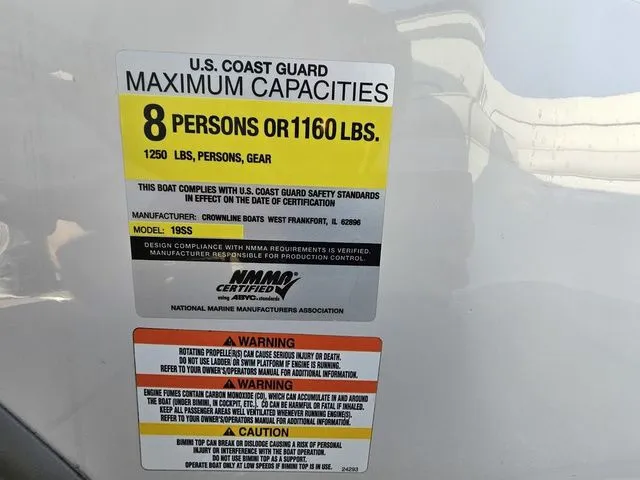 U.S. COAST GUARD
MAXIMUM CAPACITIES
8 PERSONS OR 1160 LBS.
1250 LBS, PERSONS, GEAR
THIS BOAT COMPLIES WITH U.S. COAST GUARD SAFETY STANDARDS
IN EFFECT ON THE DATE OF CERTIFICATION
MANUFACTURER: CROWNLINE BOATS WEST FRANKFORT, IL 62896
MODEL: 19SS
DESIGN COMPLIANCE WITH NMMA REQUIREMENTS IS VERIFIED.
MANUFACTURER RESPONSIBLE FOR PRODUCTION CONTROL.
NMMA
CERTIFIED
using ABYC standards
NATIONAL MARINE MANUFACTURERS ASSOCIATION
WARNING
ROTATING PROPELLER(S) CAN CAUSE SERIOUS INJURY OR DEATH.
DO NOT USE LADDER OR SWIM PLATFORM IF ENGINE IS RUNNING.
REFER TO YOUR OWNER'S/OPERATORS MANUAL FOR ADDITIONAL INFORMATION.
WARNING
ENGINE FUMES CONTAIN CARBON MONOXIDE (CO), WHICH CAN ACCUMULATE IN AND AROUND
THE BOAT (UNDER BIMINI, IN COCKPIT, ETC.). CO CAN BE HARMFUL OR FATAL IF INHALED.
KEEP ALL PASSENGER AREAS WELL VENTILATED WHENEVER RUNNING ENGINE(S).
REFER TO YOUR OWNER'S/OPERATORS MANUAL FOR ADDITIONAL INFORMATION.
CAUTION
BIMINI TOP CAN BREAK OR DISLODGE CAUSING A RISK OF PERSONAL
INJURY OR INTERFERENCE WITH THE BOAT OPERATION.
DO NOT USE BIMINI TOP AS A SUPPORT.
OPERATE BOAT ONLY AT LOW SPEEDS IF BIMINI TOP IS IN USE.
24293